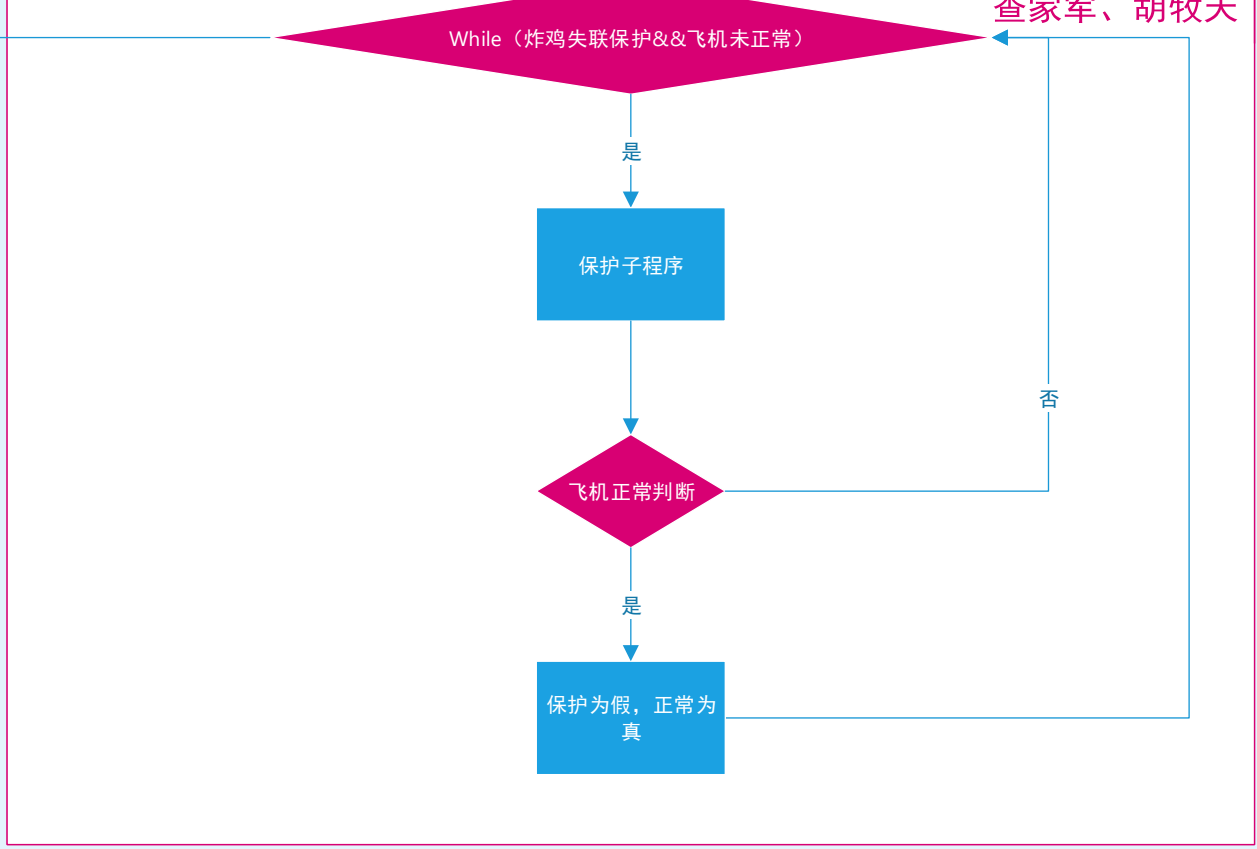 查家军、胡牧天
While（炸鸡失联保护&&飞机未正常）
是
保护子程序
否
飞机正常判断
是
保护为假，正常为
真